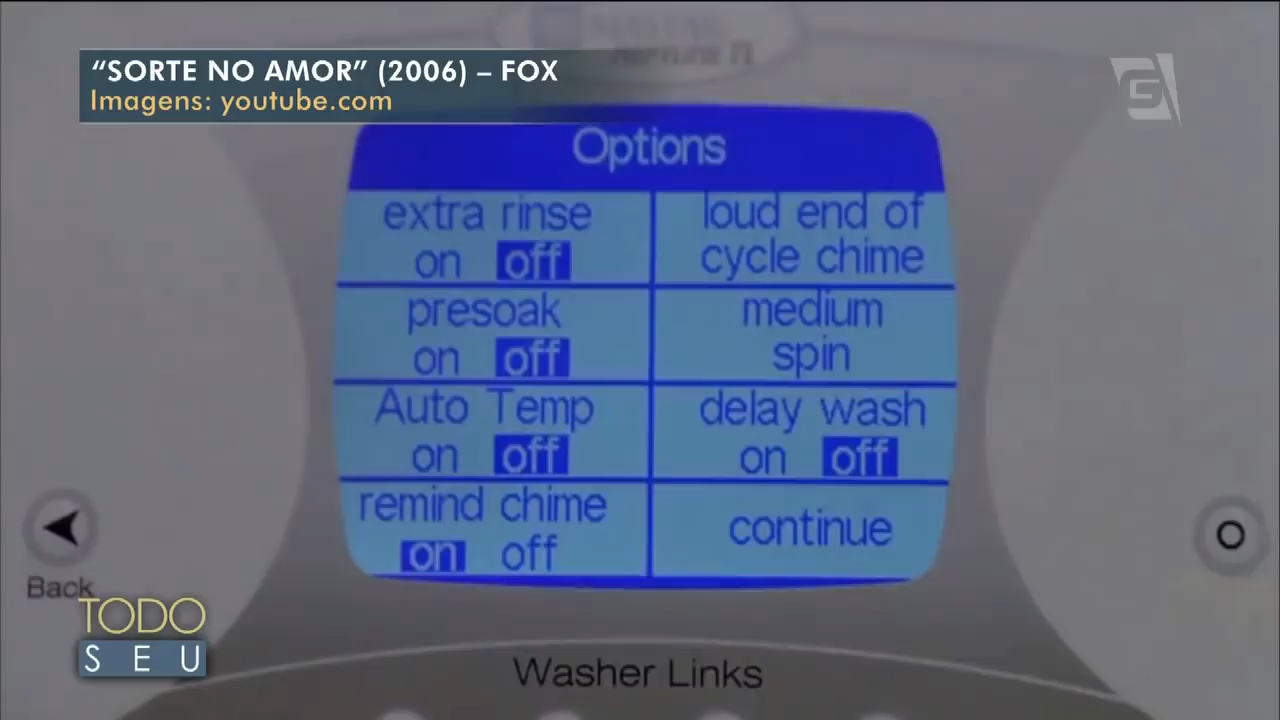 “SORTE NO AMOR” (2006) – FOX
Imagens: youtube.com
G
Options
extra rinse
on off
loud end of
cycle chime
presoak
on off
medium
spin
Auto Temp
on off
delay wash
on off
remind chime
on off
continue
Back
TODO
SEU
Washer Links